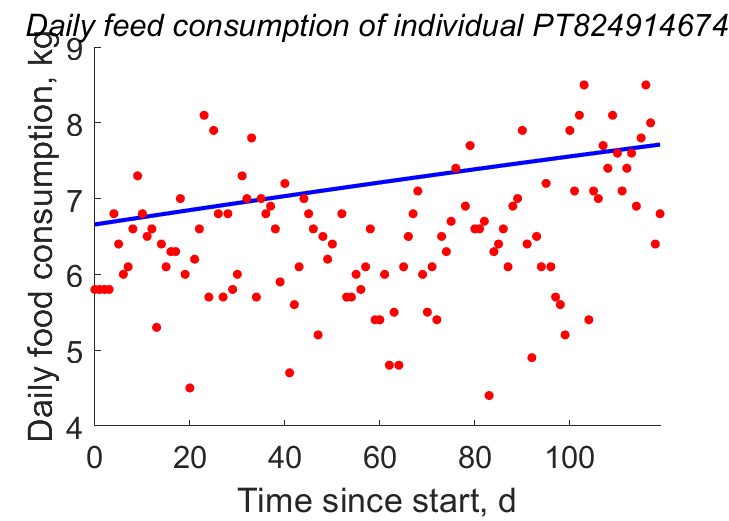 Daily feed consumption of individual PT824914674
Daily food consumption, kg
9
8
7
6
5
4
0 20 40 60 80 100
Time since start, d